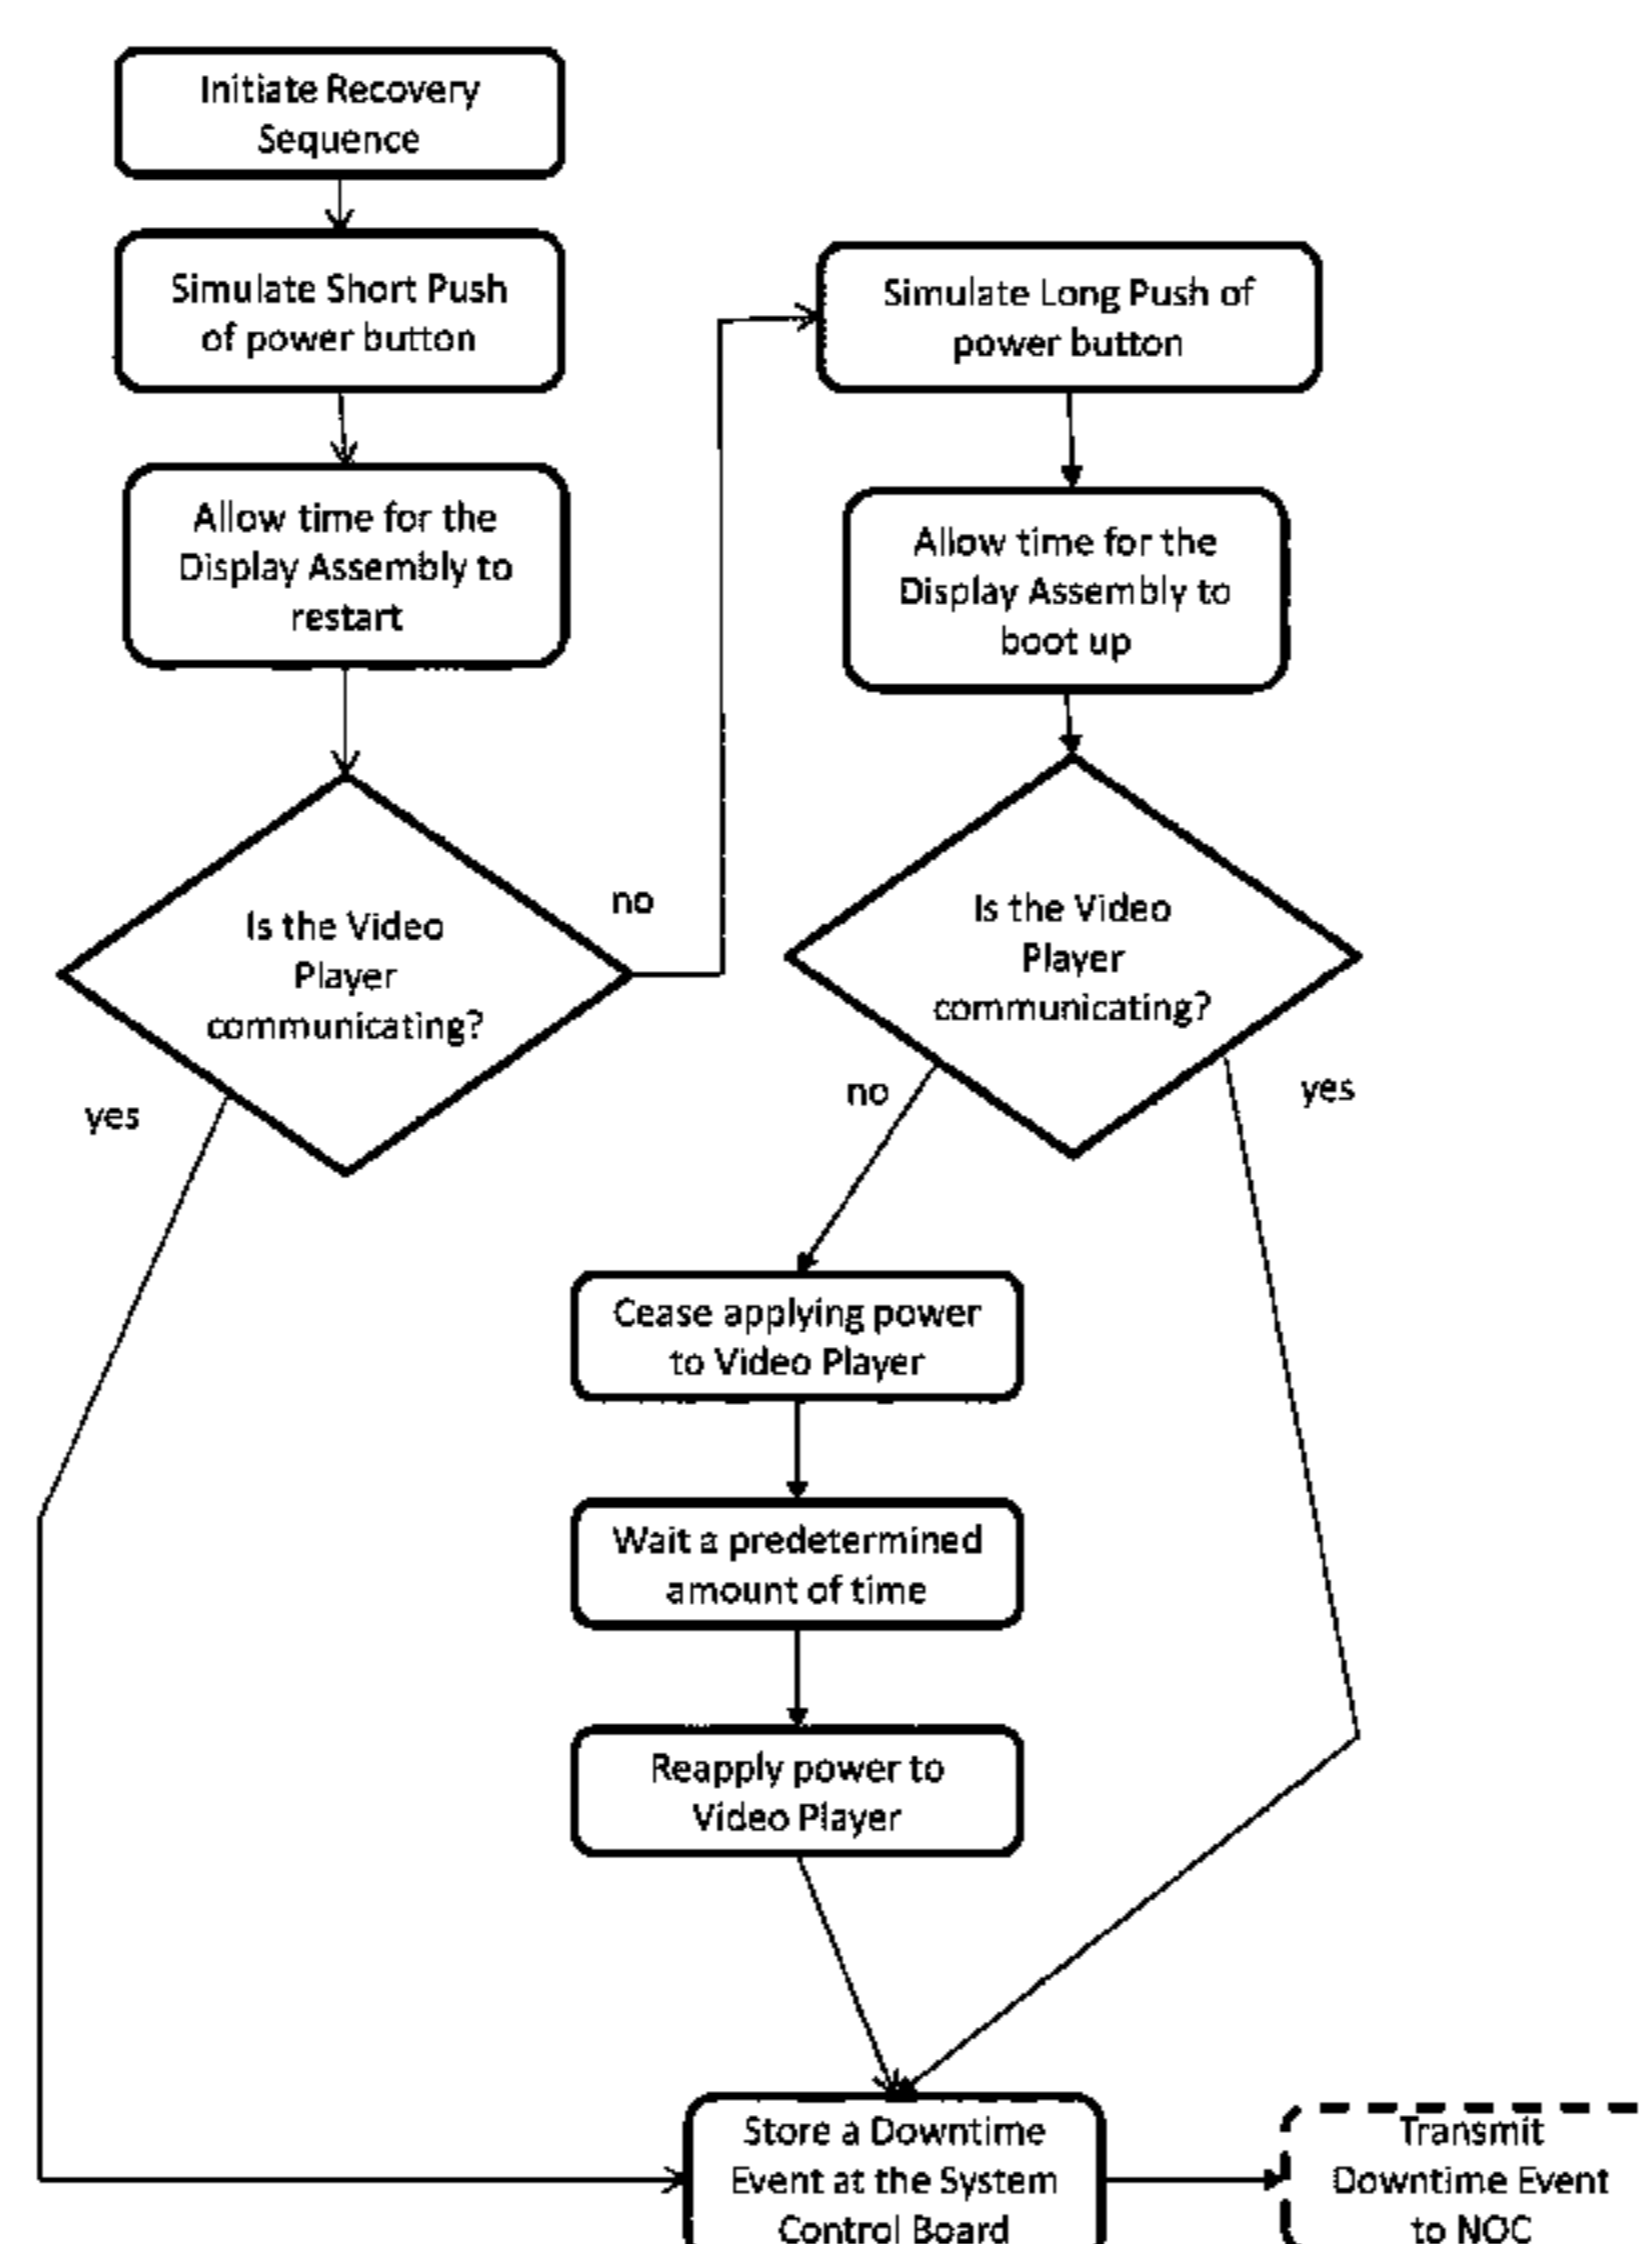 Initiate Recovery
Sequence
Simulate Short Push
of power button
Allow time for the
Display Assembly to
restart
Is the Video
Player
communicating?
no
yes
Simulate Long Push of
power button
Allow time for the
Display Assembly to
boot up
Is the Video
Player
communicating?
no
yes
Cease applying power
to Video Player
Wait a predetermined
amount of time
Reapply power to
Video Player
Store a Downtime
Event at the System
Control Board
Transmit
Downtime Event
to NOC